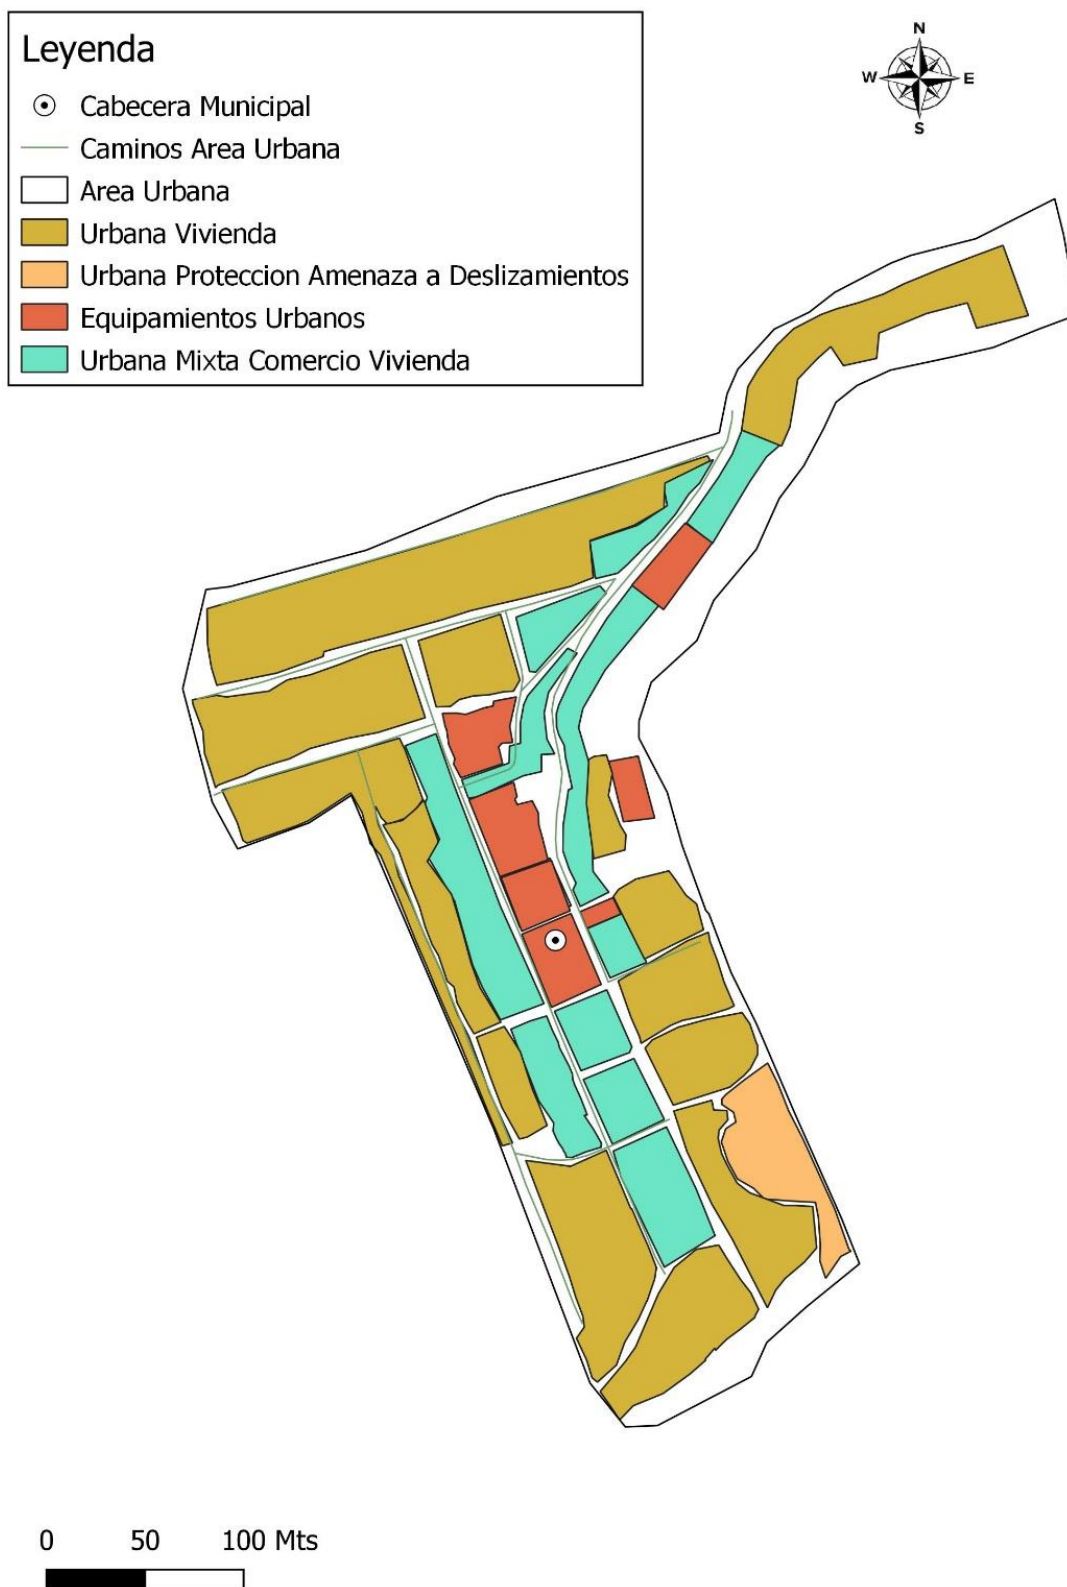 Leyenda
Cabecera Municipal
Caminos Area Urbana
Area Urbana
Urbana Vivienda
Urbana Proteccion Amenaza a Deslizamientos
Equipamientos Urbanos
Urbana Mixta Comercio Vivienda
N
W E
S
0 50 100 Mts